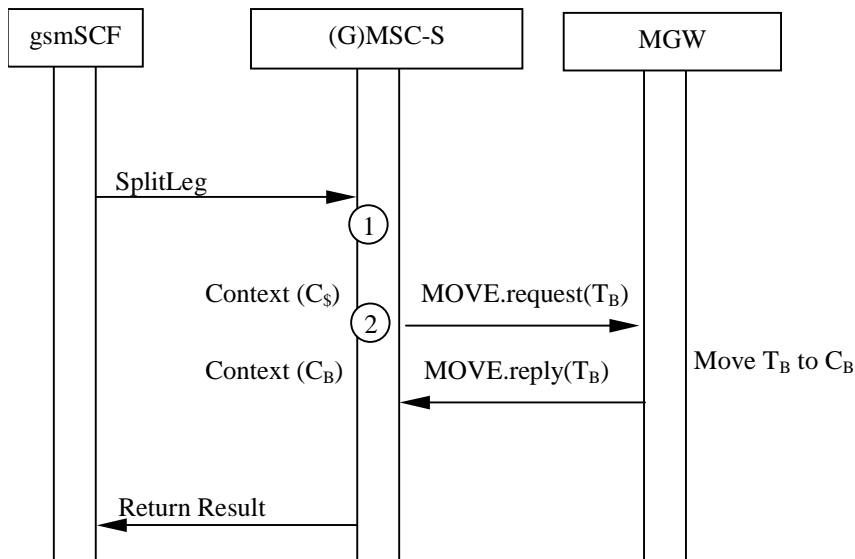 gsmSCF
(G)MSC-S
MGW
SplitLeg
1
Context (C$)
MOVE.request(TB)
2
Context (CB)
MOVE.reply(TB)
Move TB to CB
Return Result